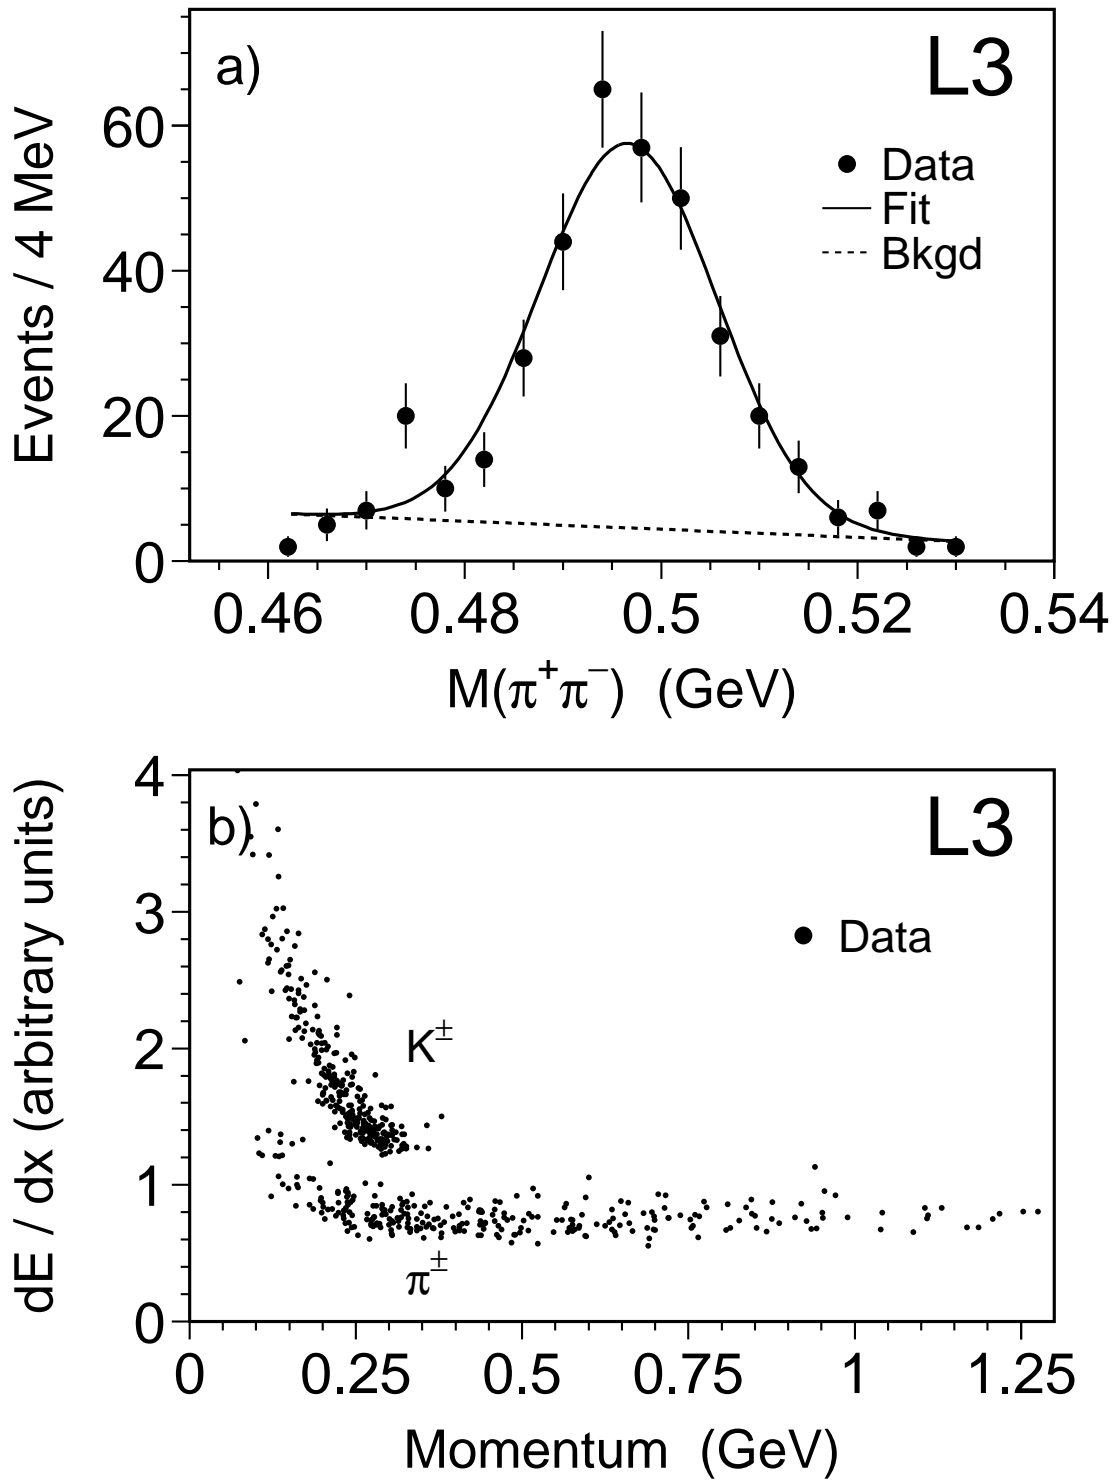 a)
L3
Events / 4 MeV
60
40
20
0
Data
Fit
Bkgd
0.46 0.48 0.5 0.52 0.54
M(π⁺π⁻) (GeV)
b)
L3
dE / dx (arbitrary units)
4
3
2
1
0
Data
K±
π±
0 0.25 0.5 0.75 1 1.25
Momentum (GeV)